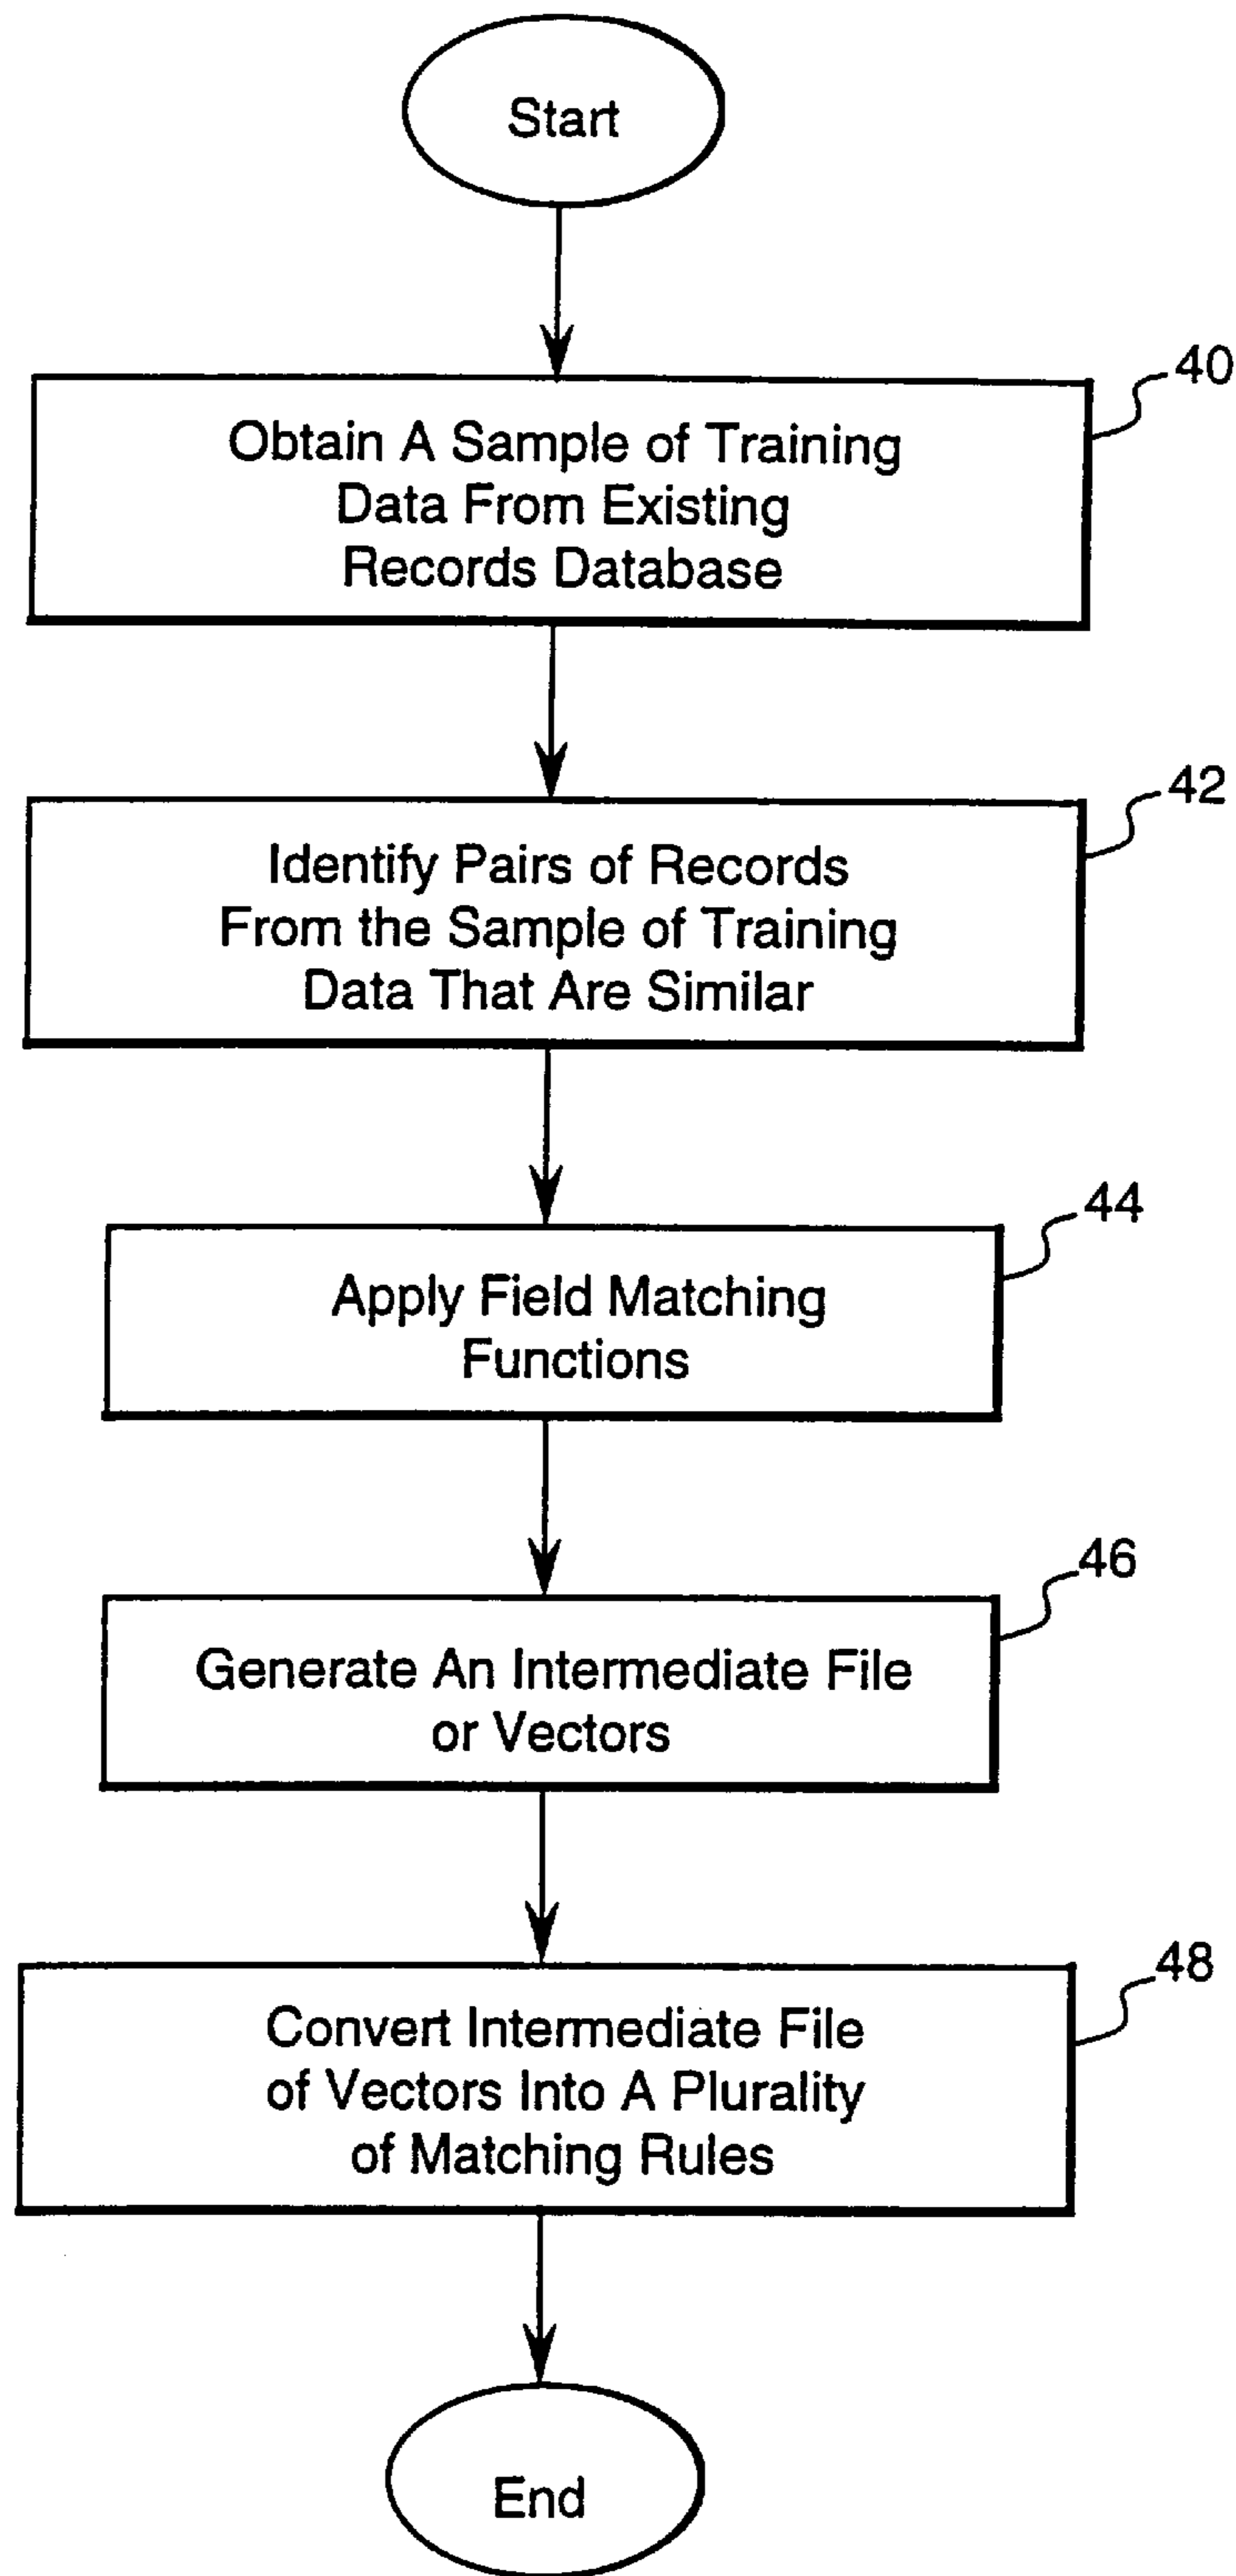 Start
40
Obtain A Sample of Training
Data From Existing
Records Database
42
Identify Pairs of Records
From the Sample of Training
Data That Are Similar
44
Apply Field Matching
Functions
46
Generate An Intermediate File
or Vectors
48
Convert Intermediate File
of Vectors Into A Plurality
of Matching Rules
End